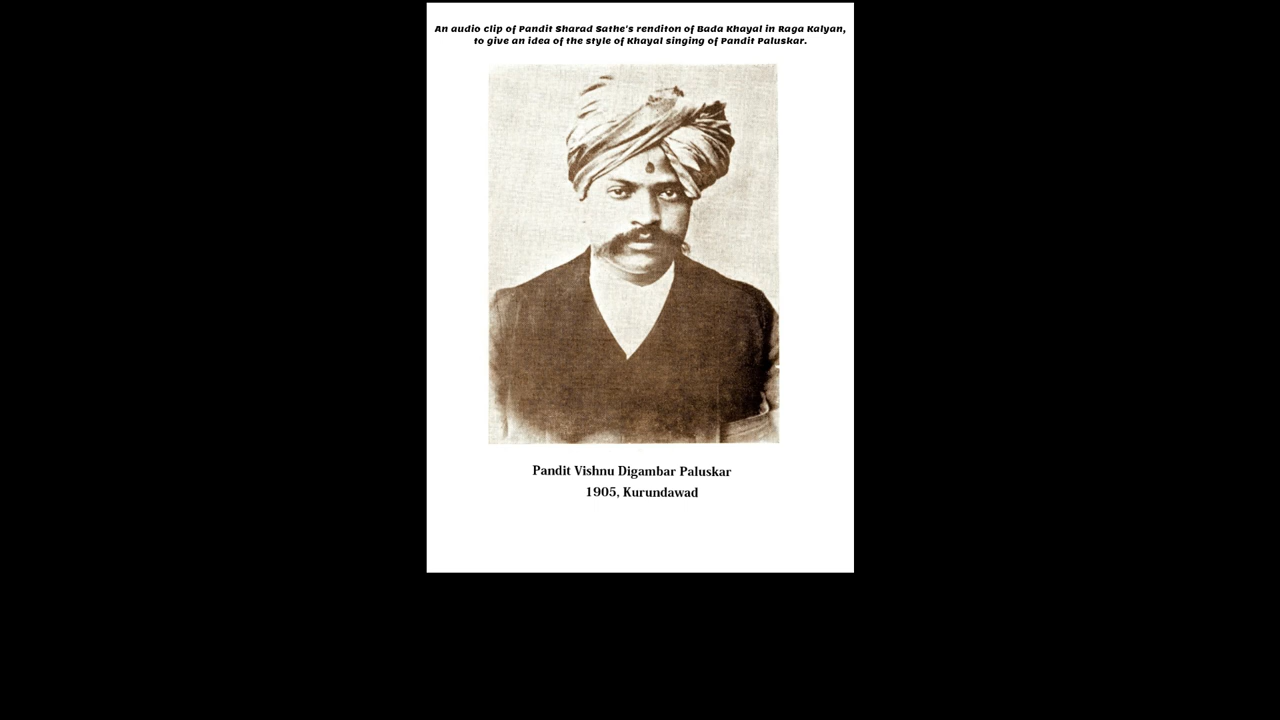 An audio clip of Pandit Sharad Sathe's renditon of Bada Khayal in Raga Kalyan,
to give an idea of the style of Khayal singing of Pandit Paluskar.
Pandit Vishnu Digambar Paluskar
1905, Kurundawad